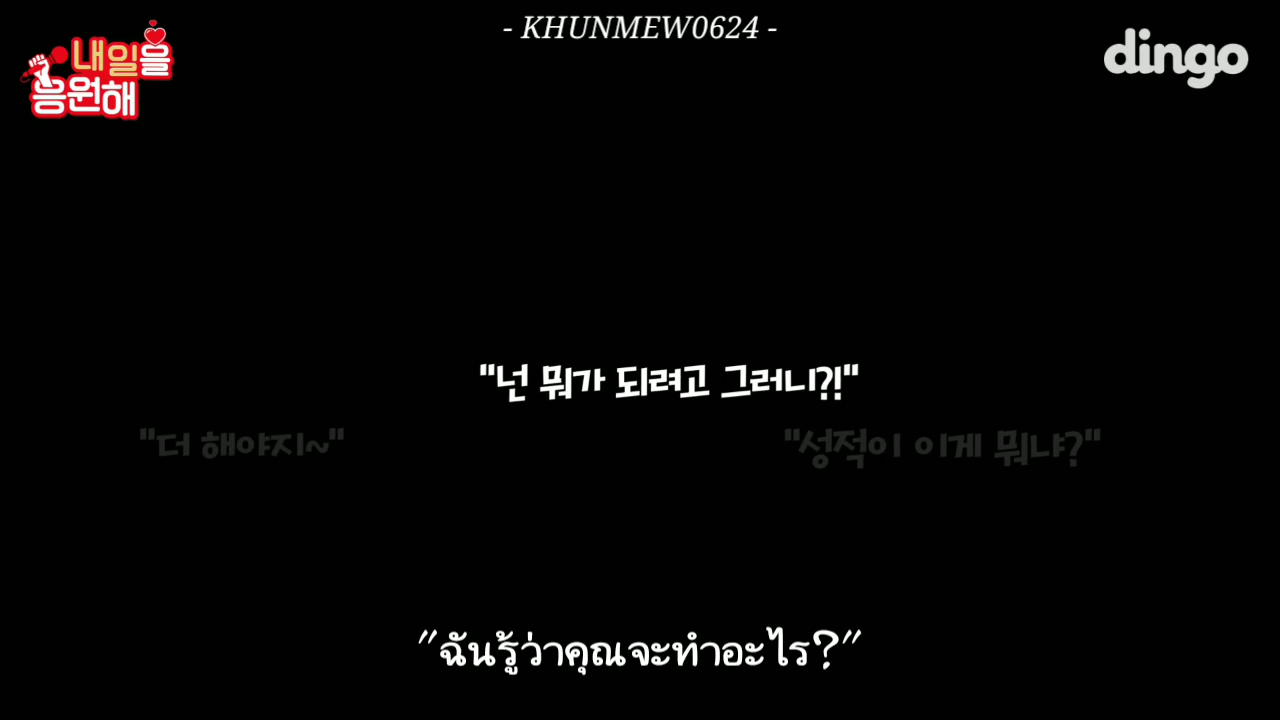 - KHUNMEW0624 -
내일을
응원해
dingo
"넌 뭐가 되려고 그러니?!"
"더 해야지~"
"성적이 이게 뭐냐?"
"ฉันรู้ว่าคุณจะทำอะไร?"